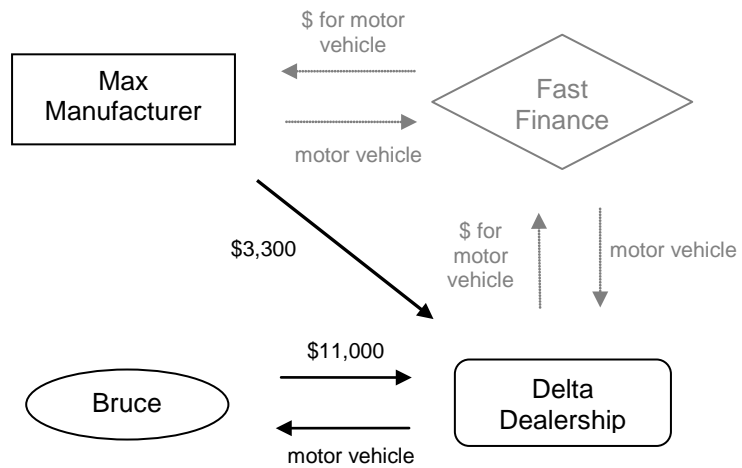 $ for motor
vehicle
Max
Manufacturer
Fast
Finance
motor vehicle
$3,300
$ for
motor
vehicle
motor vehicle
$11,000
Bruce
Delta
Dealership
motor vehicle